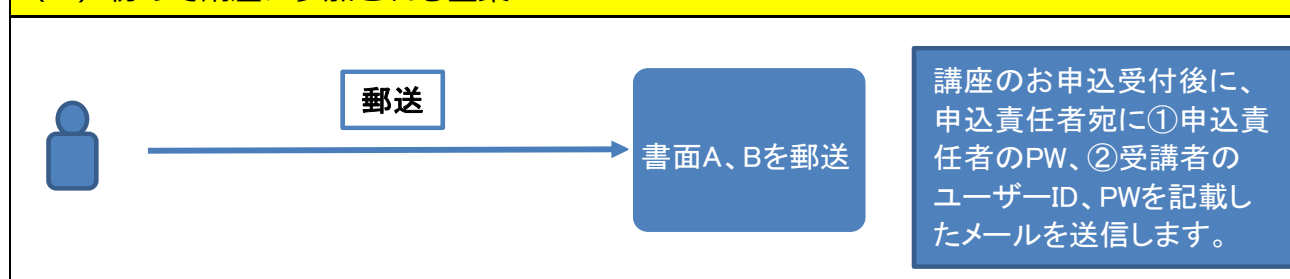 郵送
書面A、Bを郵送
講座のお申込受付後に、
申込責任者宛に①申込責
任者のPW、②受講者の
ユーザーID、PWを記載し
たメールを送信します。